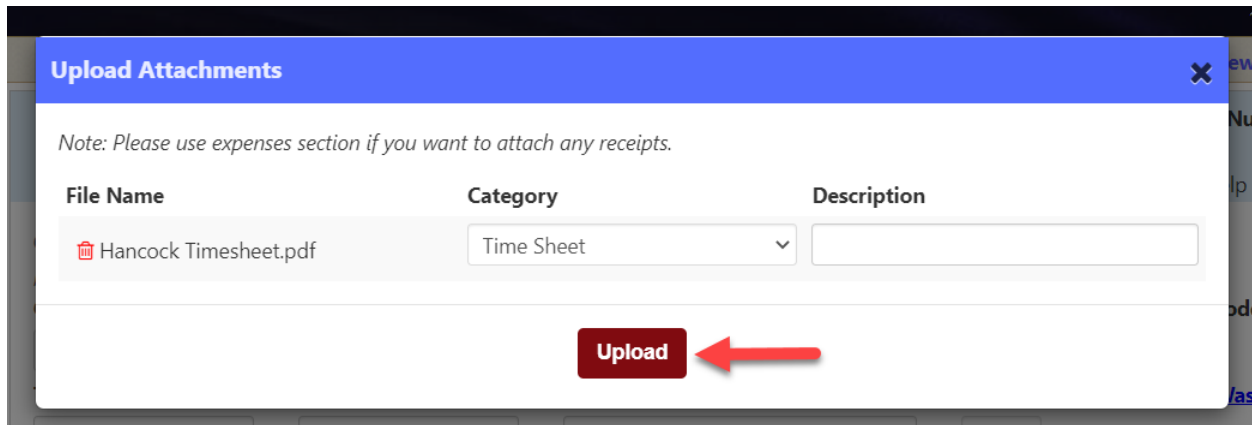 Upload Attachments
Note: Please use expenses section if you want to attach any receipts.
File Name Category Description
Hancock Timesheet.pdf Time Sheet
Upload